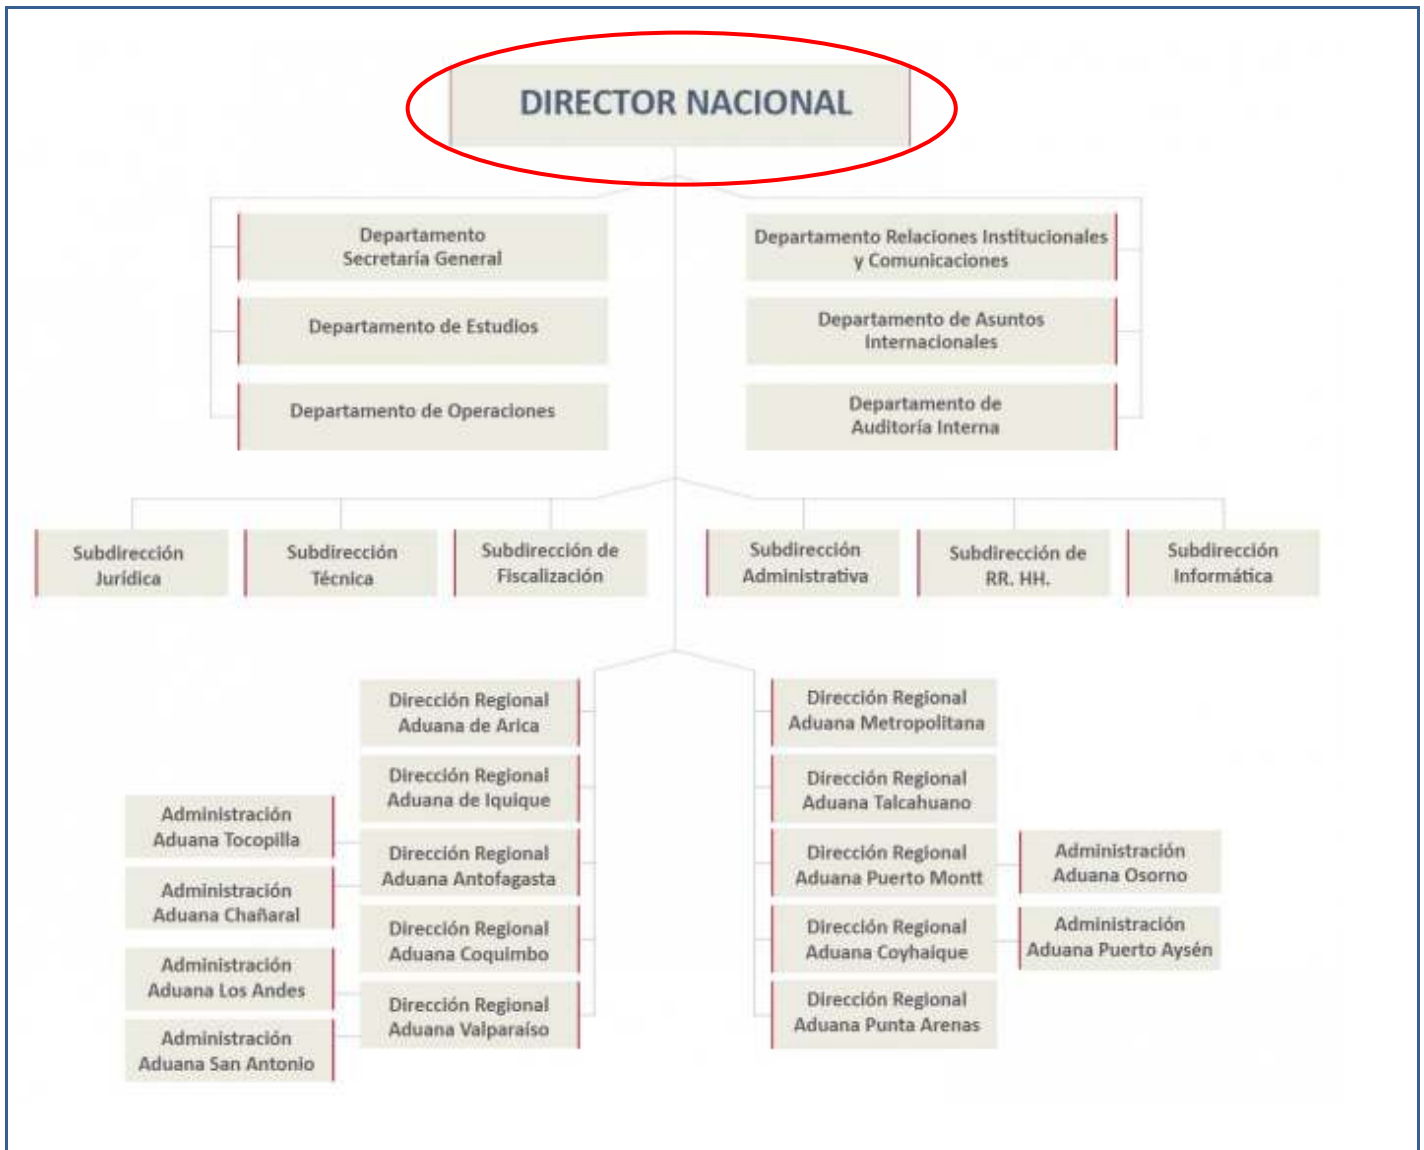 DIRECTOR NACIONAL
Departamento
Secretaría General
Departamento de Estudios
Departamento de Operaciones
Departamento Relaciones Institucionales
y Comunicaciones
Departamento de Asuntos
Internacionales
Departamento de
Auditoría Interna
Subdirección
Jurídica
Subdirección
Técnica
Subdirección de
Fiscalización
Subdirección
Administrativa
Subdirección de
RR. HH.
Subdirección
Informática
Dirección Regional
Aduana de Arica
Dirección Regional
Aduana de Iquique
Dirección Regional
Aduana Antofagasta
Dirección Regional
Aduana Coquimbo
Dirección Regional
Aduana Valparaíso
Administración
Aduana Tocopilla
Administración
Aduana Chañaral
Administración
Aduana Los Andes
Administración
Aduana San Antonio
Dirección Regional
Aduana Metropolitana
Dirección Regional
Aduana Talcahuano
Dirección Regional
Aduana Puerto Montt
Dirección Regional
Aduana Coyhaique
Dirección Regional
Aduana Punta Arenas
Administración
Aduana Osorno
Administración
Aduana Puerto Aysén